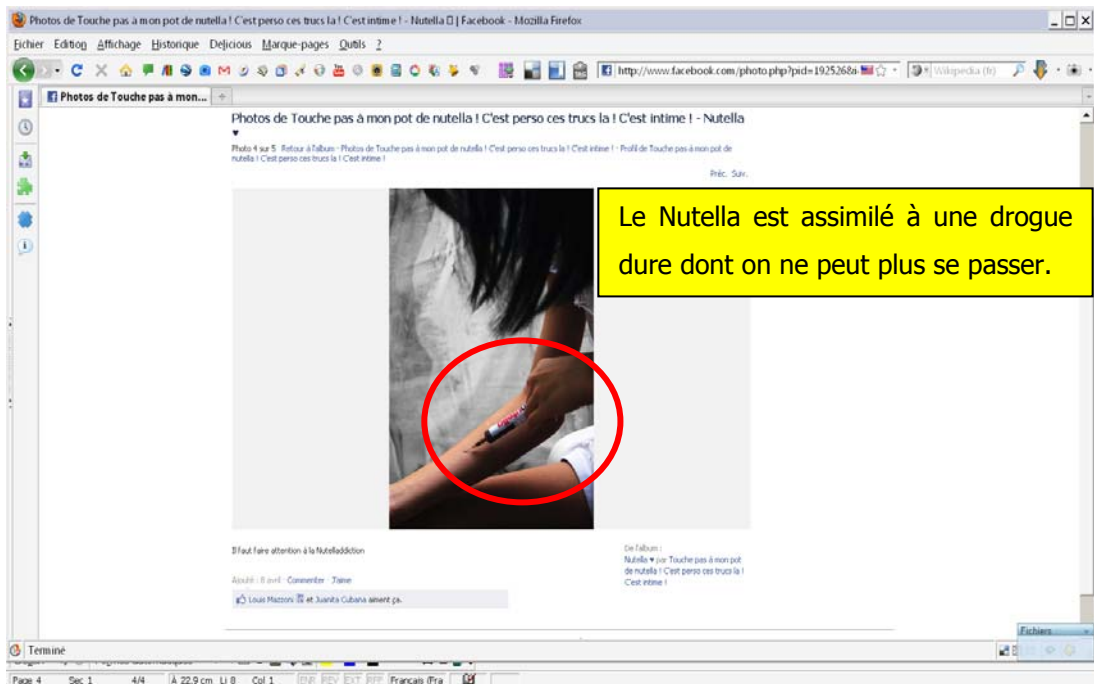 Photos de Touche pas à mon pot de nutella ! C'est perso ces trucs la ! C'est intime ! - Nutella | Facebook - Mozilla Firefox
Fichier Edition Affichage Historique Delicious Marque-pages Outils ?
http://www.facebook.com/photo.php?pid=1925268&
Wikipedia (fr)
Photos de Touche pas à mon...
Photos de Touche pas à mon pot de nutella ! C'est perso ces trucs la ! C'est intime ! - Nutella
♥
Photo 4 sur 5 Retour à l'album · Photos de Touche pas à mon pot de nutella ! C'est perso ces trucs la ! C'est intime ! · Profil de Touche pas à mon pot de
nutella ! C'est perso ces trucs la ! C'est intime !
Préc. Suiv.
Le Nutella est assimilé à une drogue
dure dont on ne peut plus se passer.
Il faut faire attention à la Nutelladdiction
Ajouté : 8 avril · Commenter · J'aime
Louis Mazzoni et Juanita Cubana aiment ça.
De l'album :
Nutella ♥ par Touche pas à mon pot
de nutella ! C'est perso ces trucs la !
C'est intime !
Fichiers
Terminé
Page 4 Sec 1 4/4 À 22.9 cm Li 8 Col 1 ENR REV EXT RFP Français (Fra